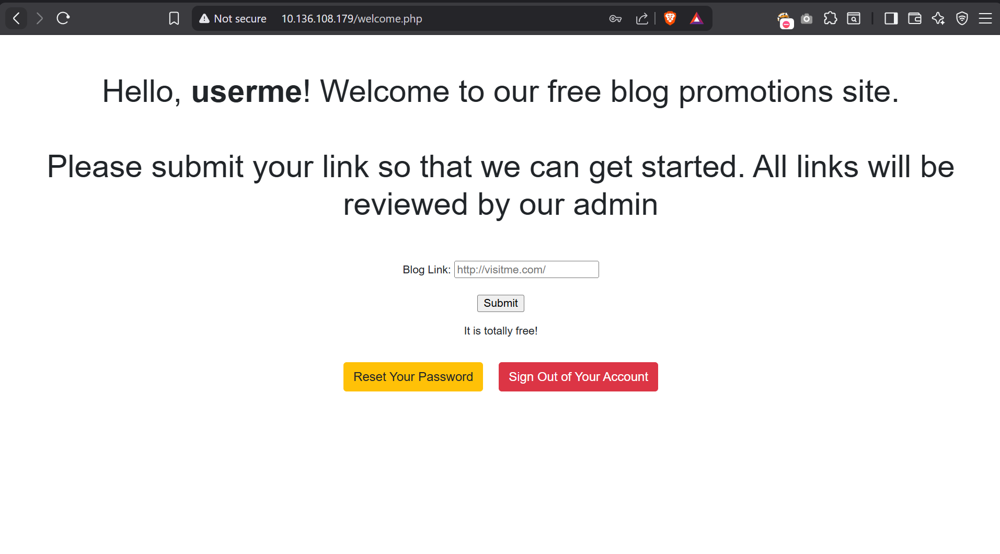 Not secure 10.136.108.179/welcome.php
Hello, userme! Welcome to our free blog promotions site.
Please submit your link so that we can get started. All links will be
reviewed by our admin
Blog Link: http://visitme.com/
Submit
It is totally free!
Reset Your Password Sign Out of Your Account